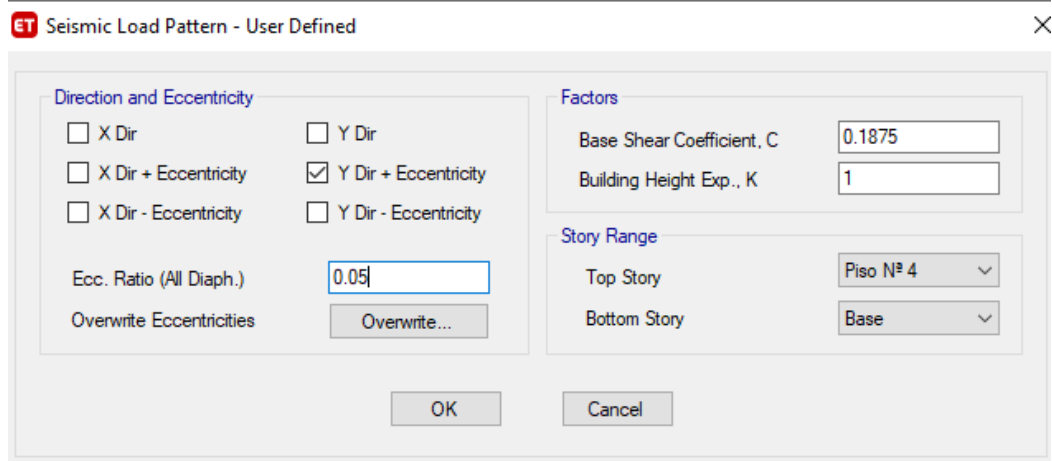 ET Seismic Load Pattern - User Defined
Direction and Eccentricity
X Dir
Y Dir
X Dir + Eccentricity
Y Dir + Eccentricity
X Dir - Eccentricity
Y Dir - Eccentricity
Ecc. Ratio (All Diaph.)
0.05
Overwrite Eccentricities
Overwrite...
Factors
Base Shear Coefficient, C
0.1875
Building Height Exp., K
1
Story Range
Top Story
Piso Nª 4
Bottom Story
Base
OK
Cancel